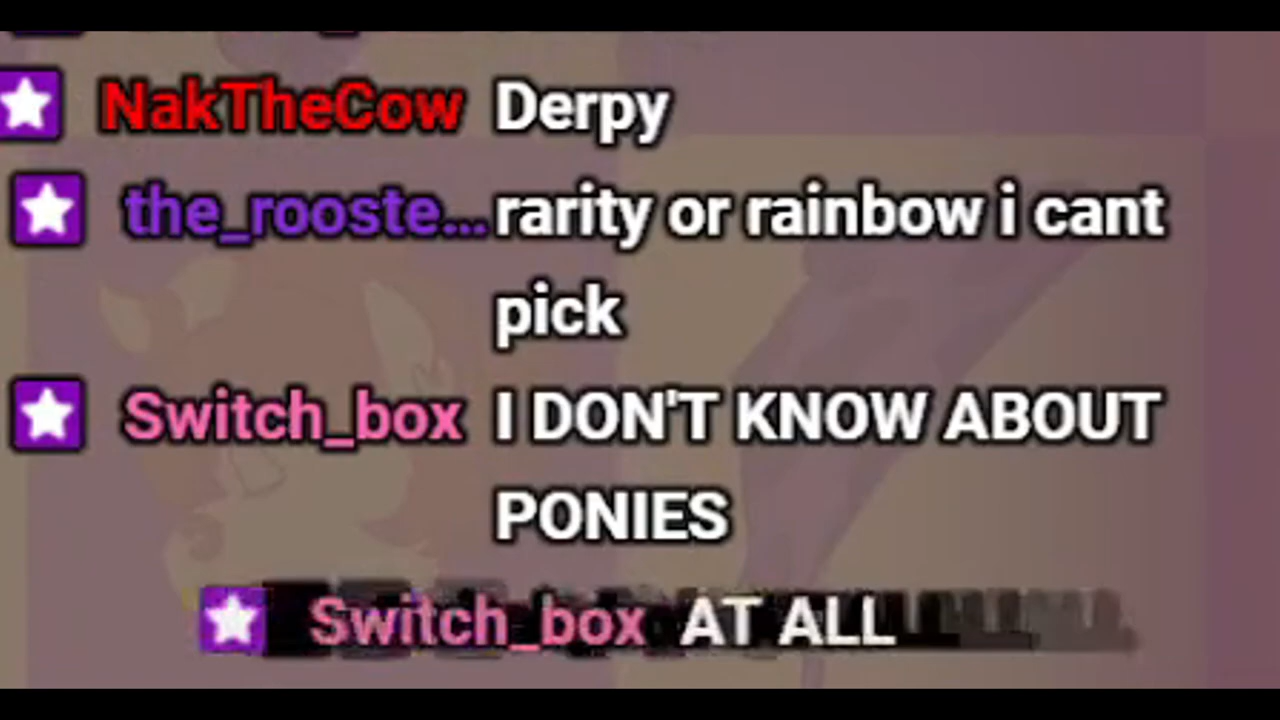 NakTheCow Derpy
the_rooste... rarity or rainbow i cant
pick
Switch_box I DON'T KNOW ABOUT
PONIES
Switch_box AT ALL